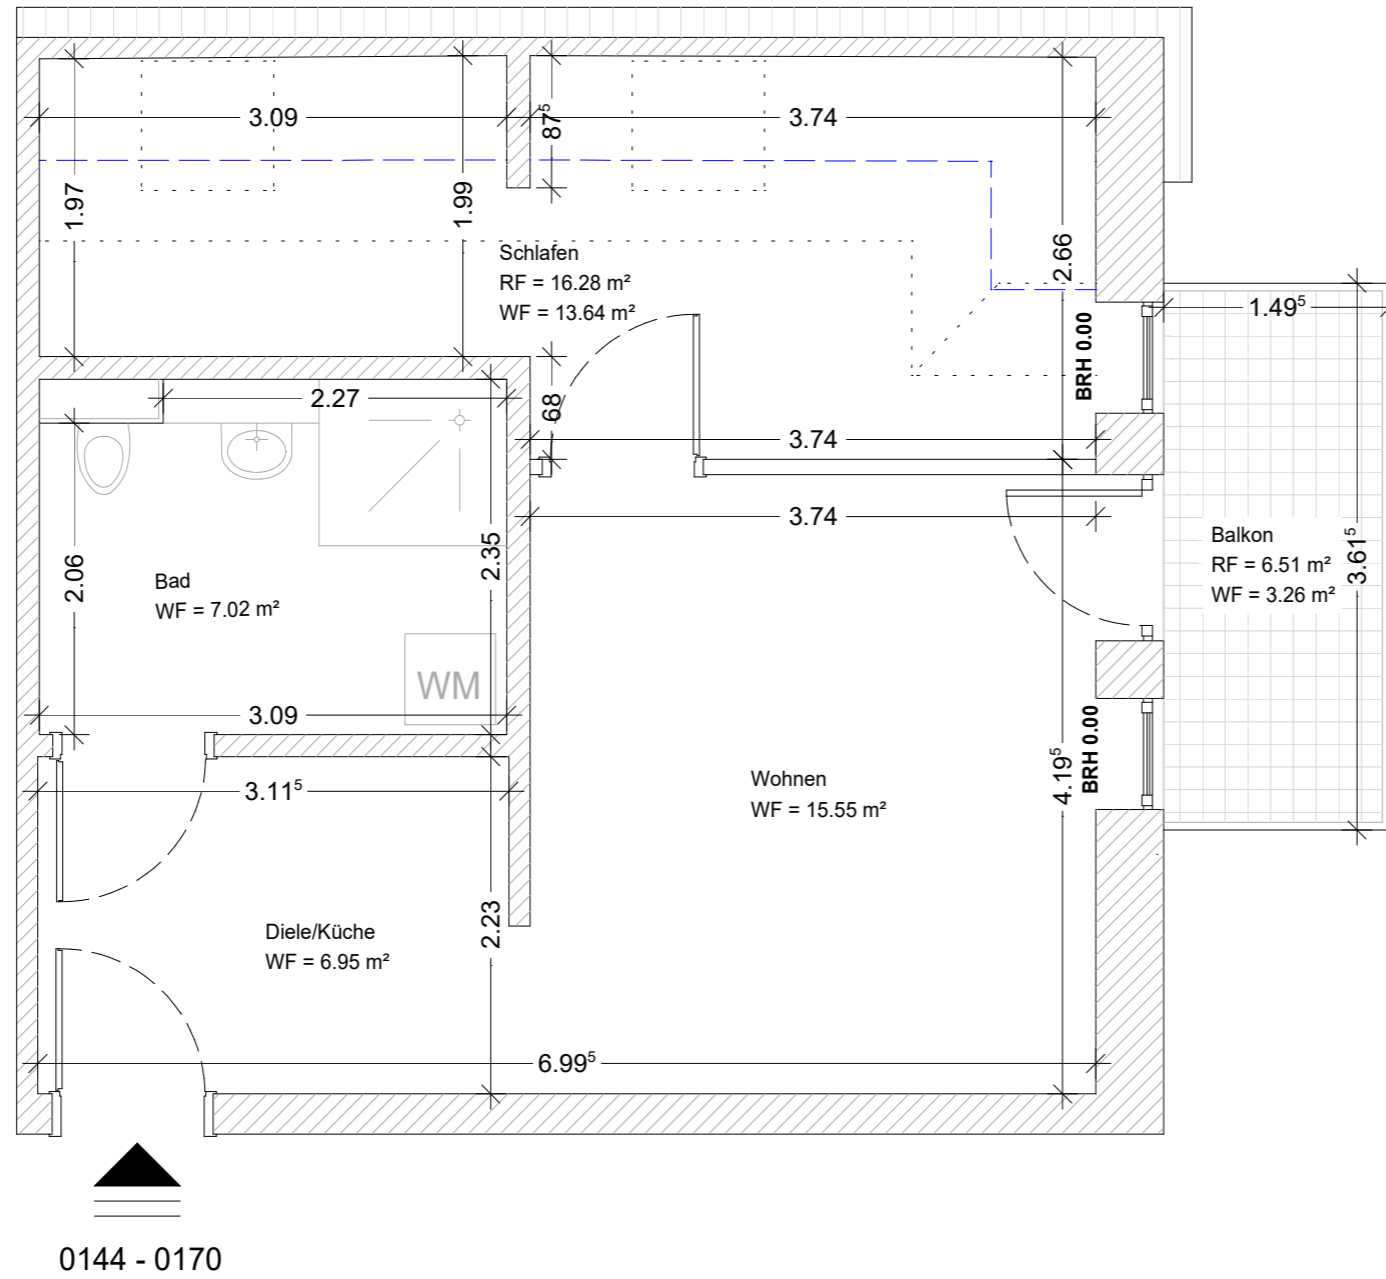 3.09
3.74
87⁵
1.97
1.99
2.66
Schlafen
RF = 16.28 m²
WF = 13.64 m²
1.49⁵
BRH 0.00
2.27
68
3.74
3.74
2.06
2.35
Bad
WF = 7.02 m²
Balkon
RF = 6.51 m²
WF = 3.26 m²
3.61⁵
WM
3.09
3.11⁵
Wohnen
WF = 15.55 m²
4.19⁵
BRH 0.00
Diele/Küche
WF = 6.95 m²
2.23
6.99⁵
0144 - 0170